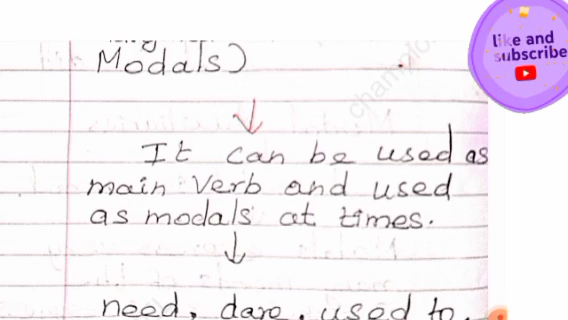 Modals)
It can be used as
main verb and used
as modals at times.
need, dare, used to,
like and
subscribe